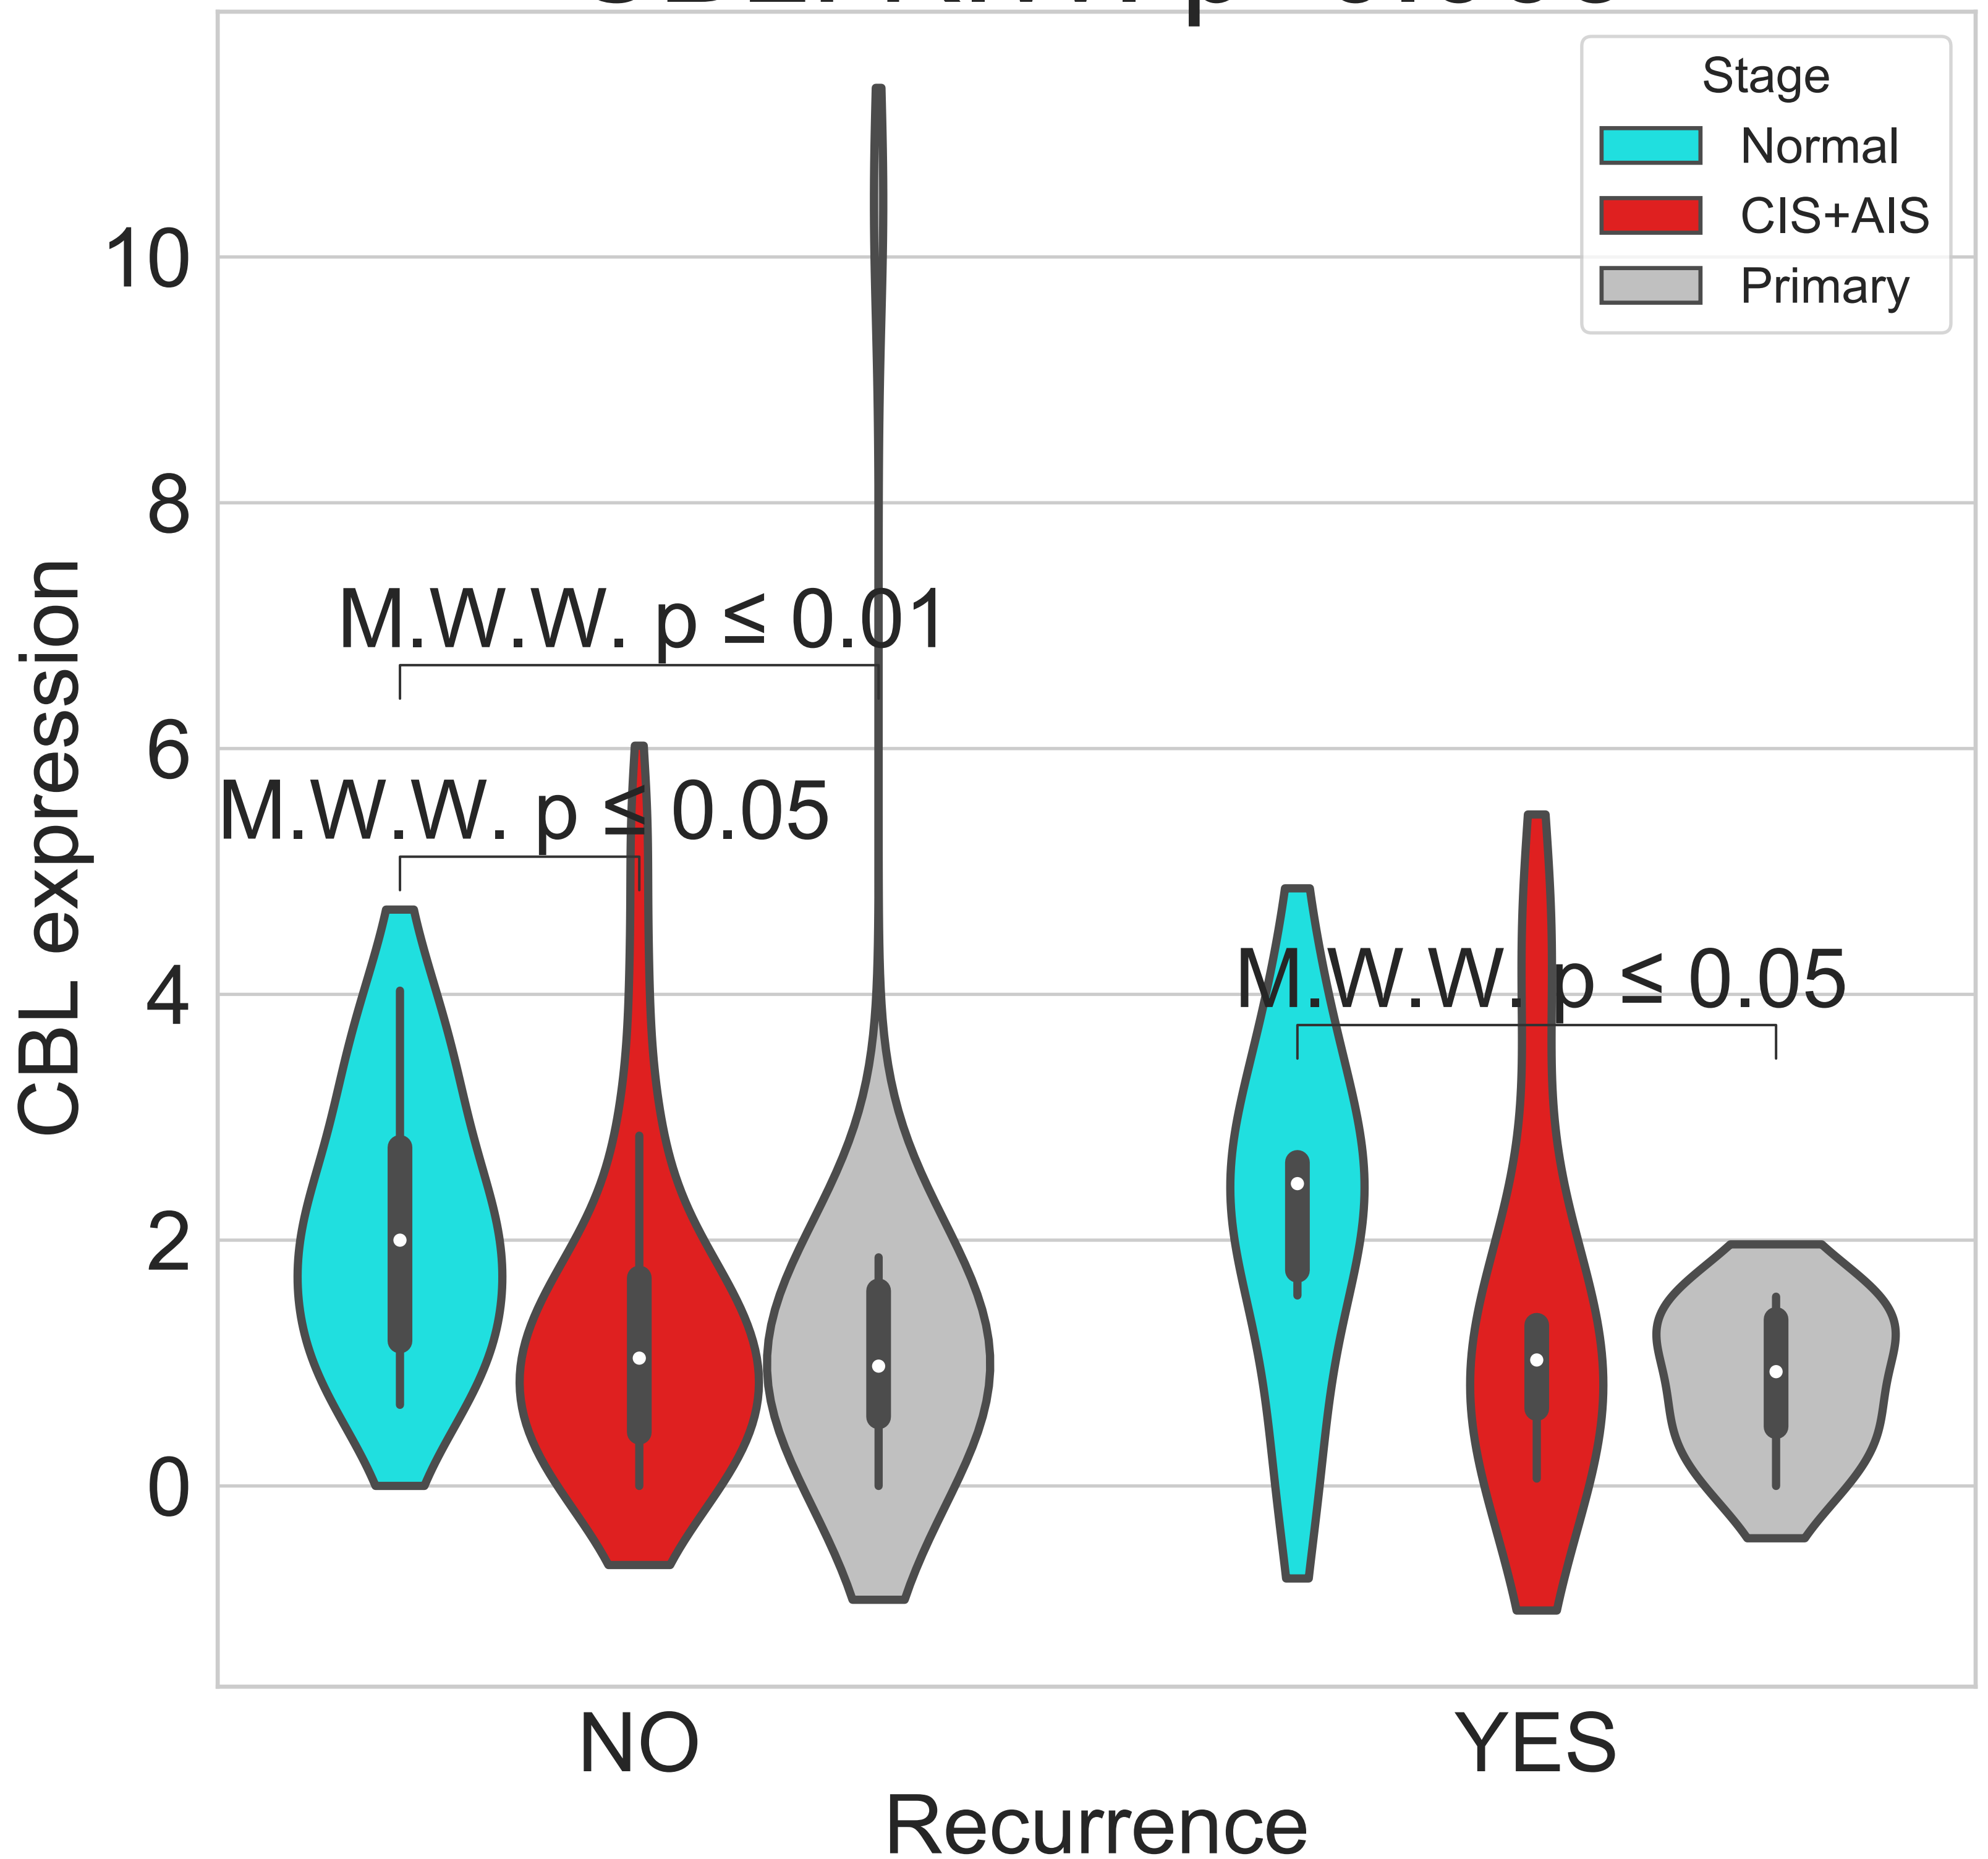 Stage
Normal
CIS+AIS
Primary
10
8
6
4
2
0
CBL expression
M.W.W. p ≤ 0.01
M.W.W. p ≤ 0.05
M.W.W. p ≤ 0.05
NO
YES
Recurrence